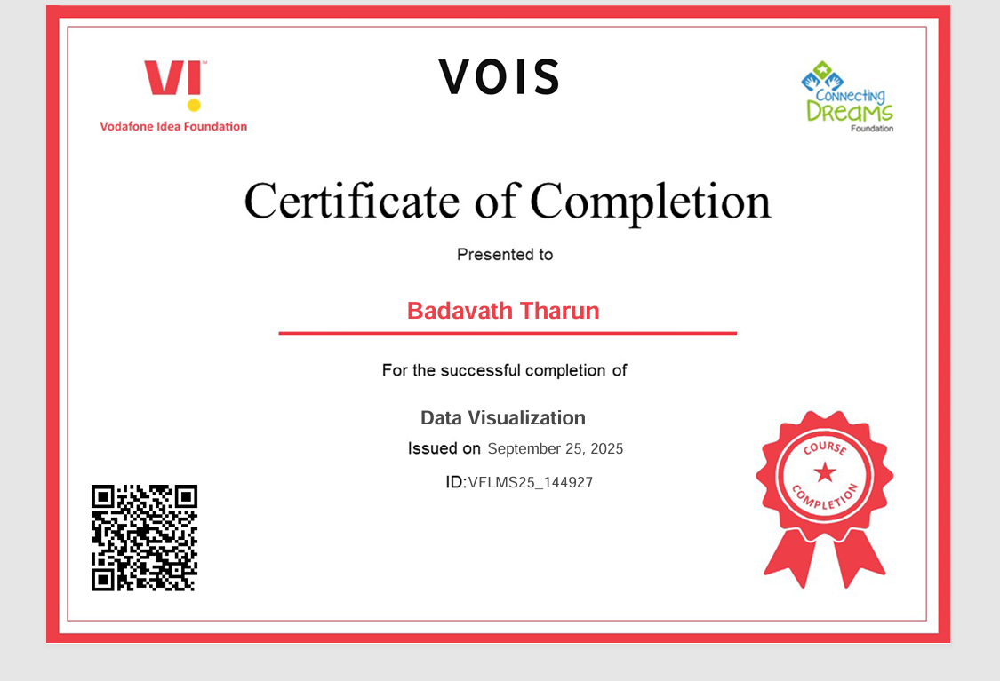 VI™
Vodafone Idea Foundation
VOIS
CONNECTING
DREAMS
Foundation
Certificate of Completion
Presented to
Badavath Tharun
For the successful completion of
Data Visualization
Issued on September 25, 2025
ID:VFLMS25_144927
COURSE
COMPLETION